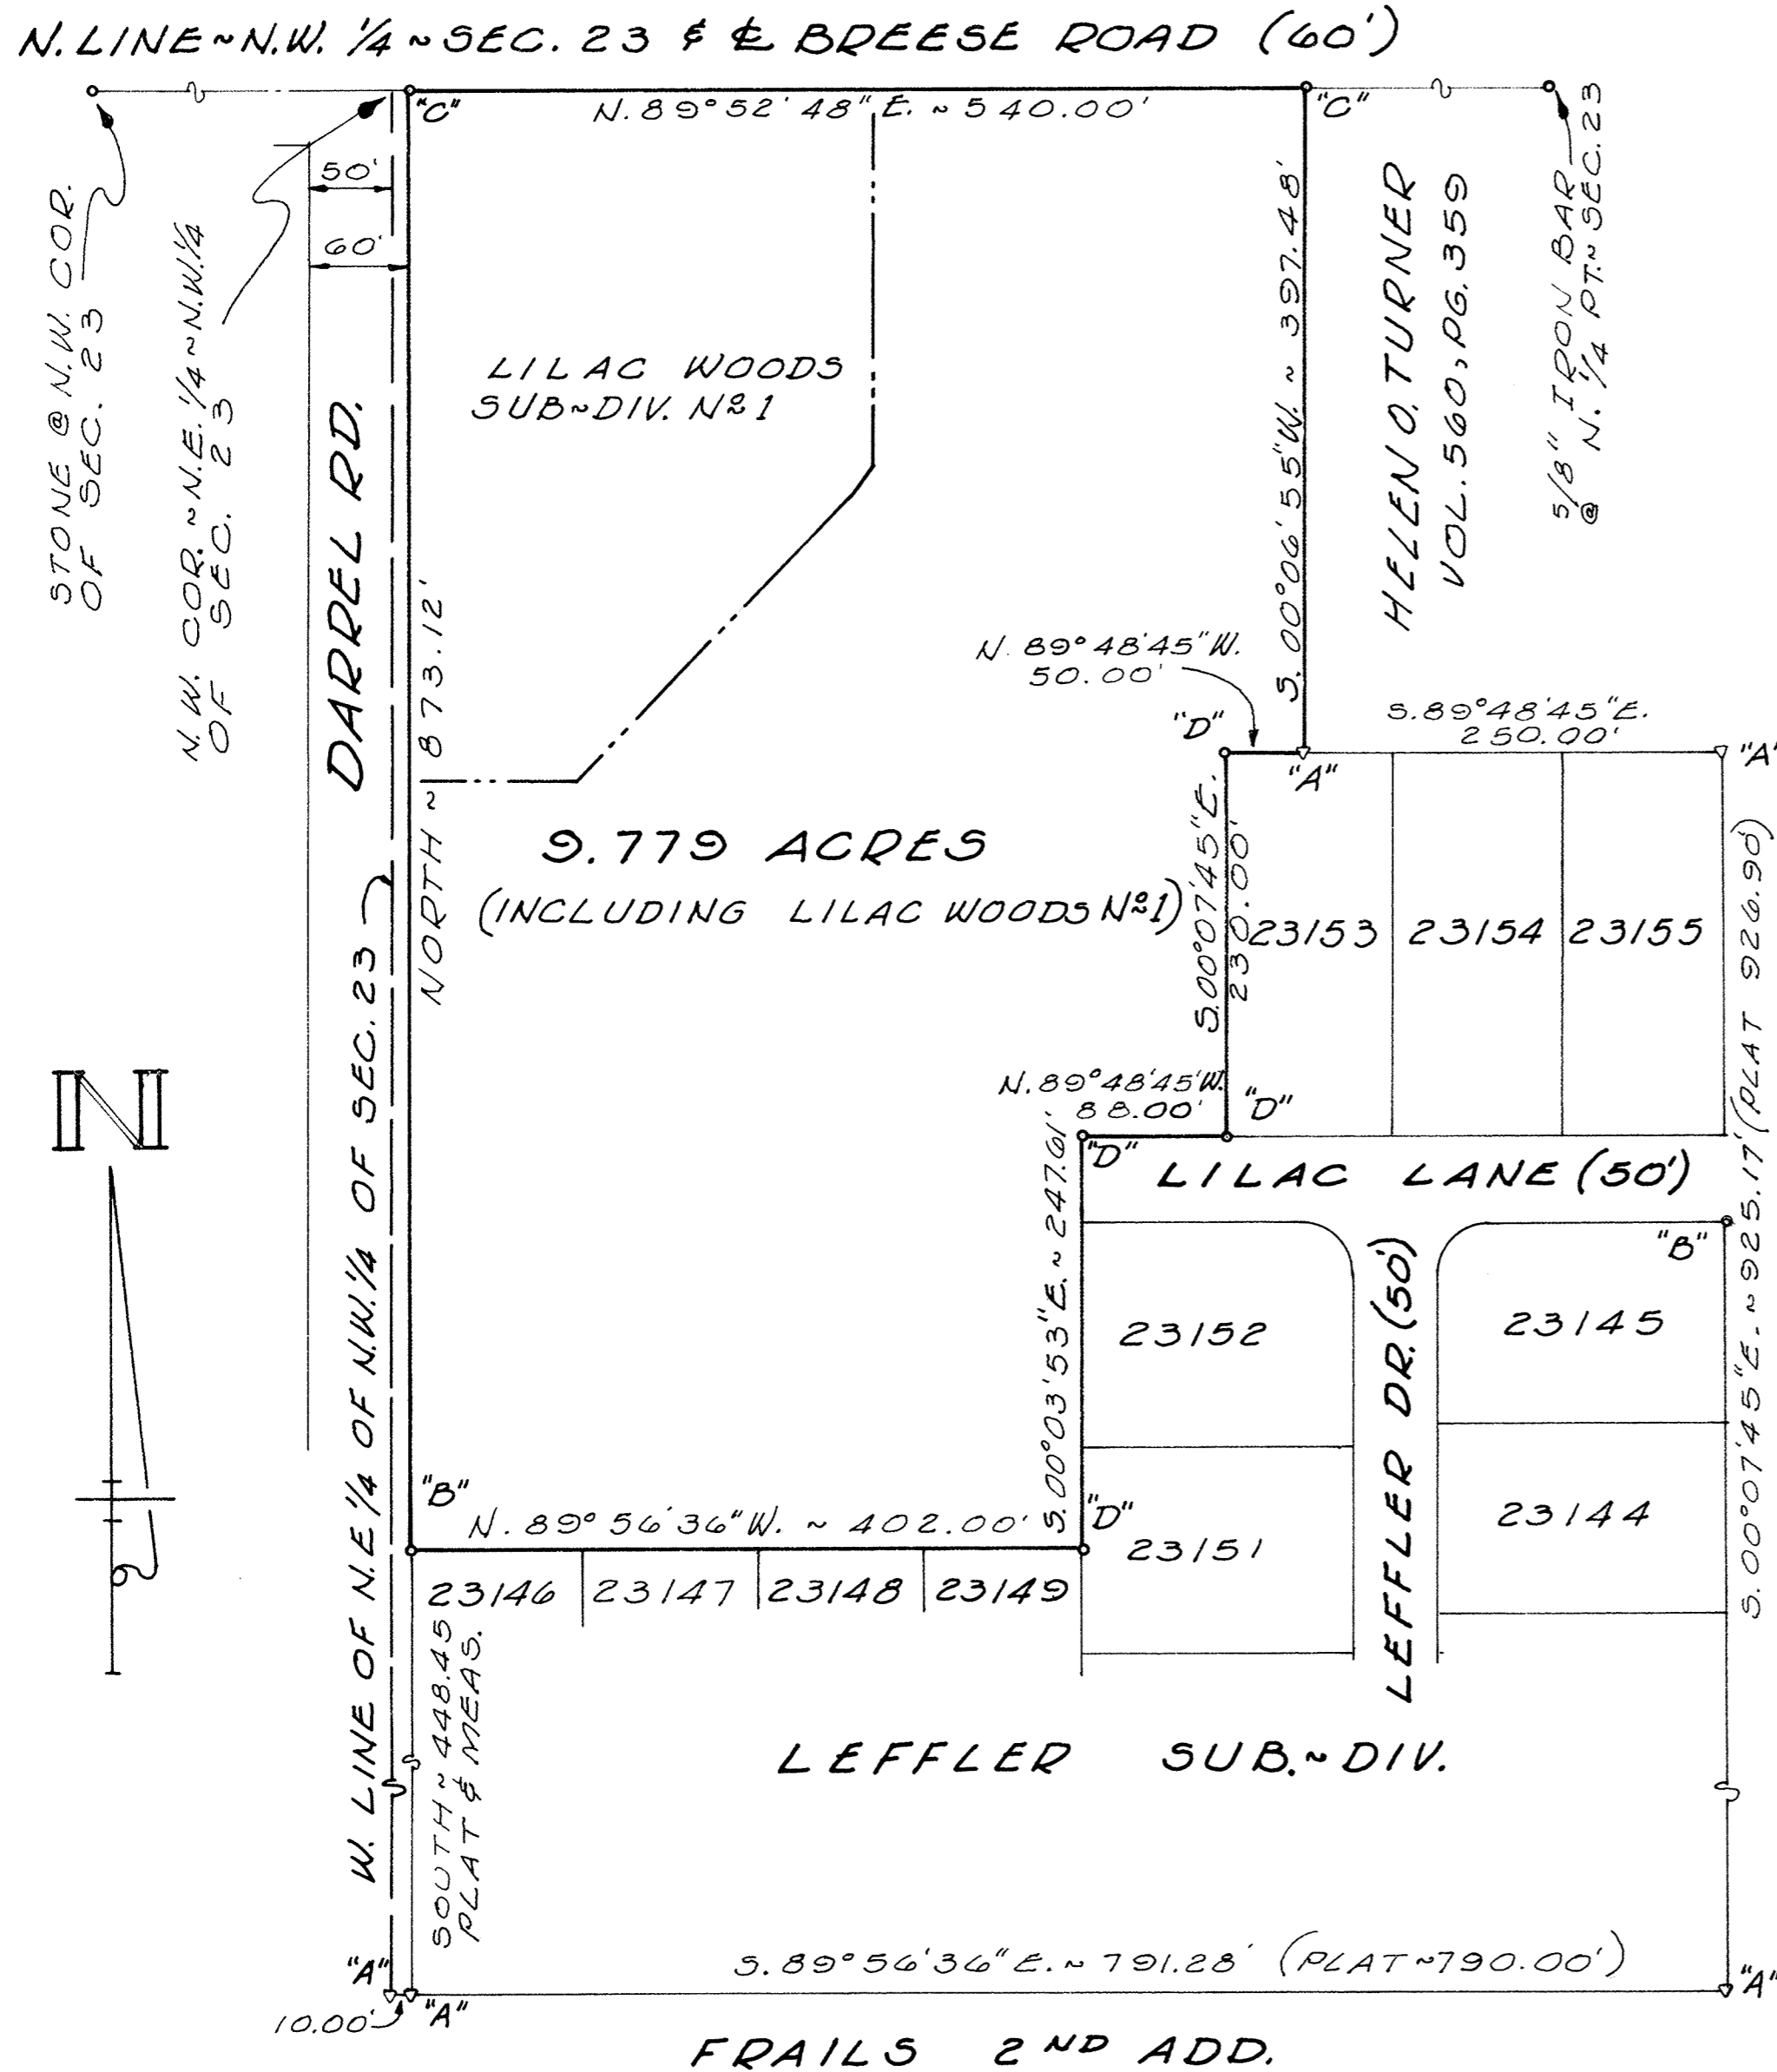 N. LINE ~ N.W. 1/4 ~ SEC. 23 & ℄ BREESE ROAD (60')
"C"
N. 89° 52' 48" E. ~ 540.00'
"C"
50'
60'
STONE @ N.W. COR.
OF SEC. 23
N.W. COR. ~ N.E. 1/4 ~ N.W. 1/4
OF SEC. 23
DARREL RD.
LILAC WOODS
SUB~DIV. Nº 1
S. 00° 06' 55" W. ~ 397.48'
HELEN O. TURNER
VOL. 560, PG. 359
5/8" IRON BAR
@ N. 1/4 PT. ~ SEC. 23
NORTH ~ 873.12'
N. 89° 48' 45" W.
50.00'
"D"
"A"
S. 89° 48' 45" E.
250.00'
"A"
9.779 ACRES
(INCLUDING LILAC WOODS Nº 1)
S. 00° 07' 45" E.
230.00'
23153
23154
23155
N. 89° 48' 45" W.
88.00'
"D"
"D"
LILAC LANE (50')
S. 00° 03' 53" E. ~ 247.61'
"B"
S. 00° 07' 45" E. ~ 925.17' (PLAT 926.90)
N
23152
LEFFLER DR. (50')
23145
23144
W. LINE OF N.E. 1/4 OF N.W. 1/4 OF SEC. 23
"B"
N. 89° 56' 36" W. ~ 402.00'
"D"
23151
23146
23147
23148
23149
SOUTH ~ 448.45
PLAT & MEAS.
LEFFLER SUB. ~ DIV.
S. 89° 56' 36" E. ~ 791.28' (PLAT ~ 790.00')
"A"
"A"
"A"
10.00'
FRAILS 2ND ADD.